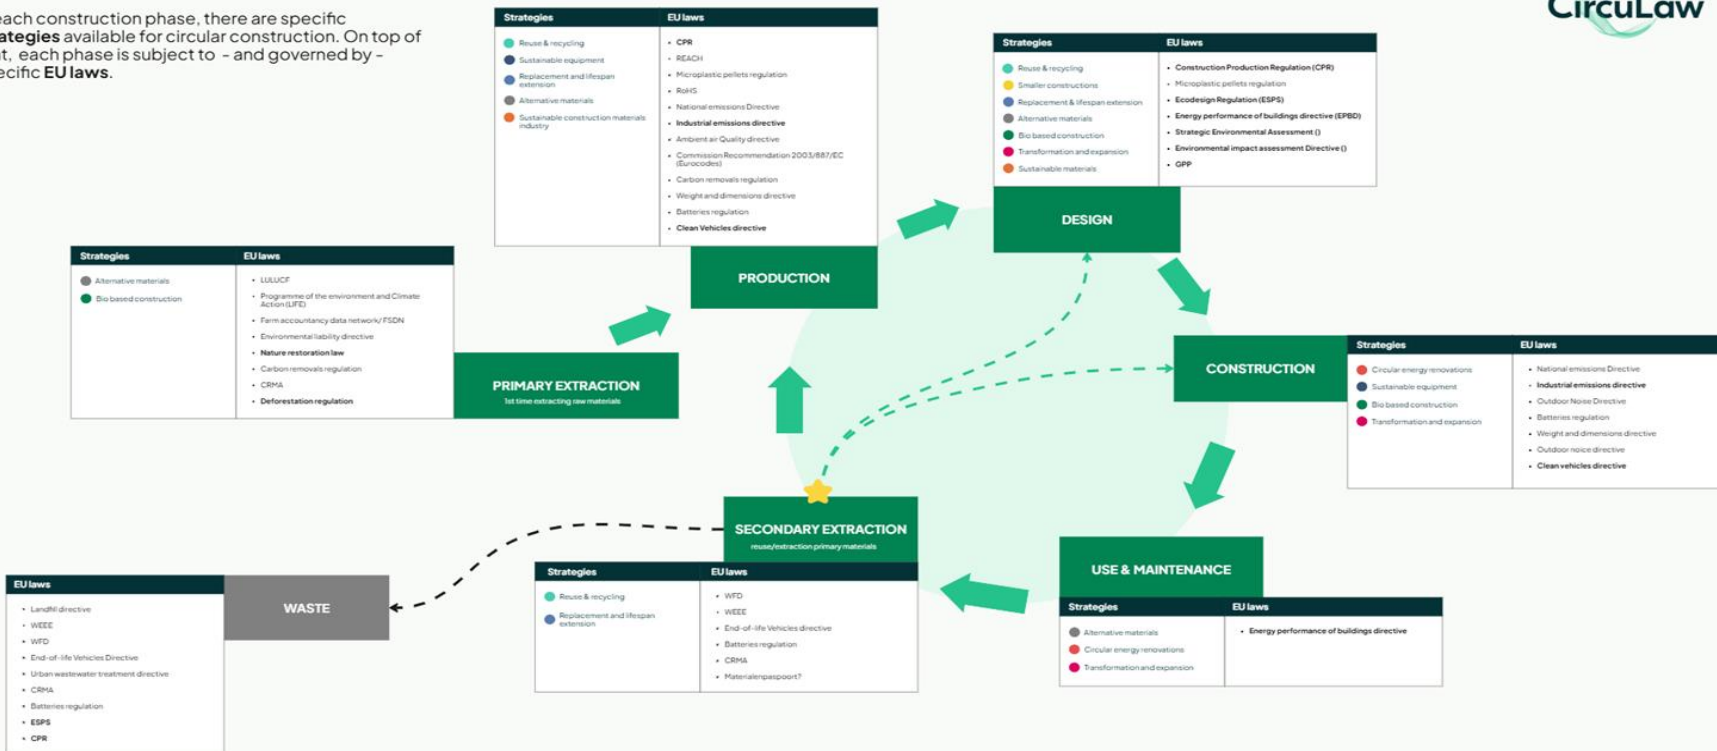 each construction phase, there are specific
ategies available for circular construction. On top of
t, each phase is subject to - and governed by -
ecific EU laws.
CircuLaw
Strategies
EU laws
Reuse & recycling
Sustainable equipment
Replacement and lifespan
extension
Alternative materials
Sustainable construction materials
industry
• CPR
• REACH
• Microplastic pellets regulation
• RoHS
• National emissions Directive
• Industrial emissions directive
• Ambient air Quality directive
• Commission Recommendation 2003/887/EC
(Eurocodes)
• Carbon removals regulation
• Weight and dimensions directive
• Batteries regulation
• Clean Vehicles directive
PRODUCTION
Strategies
EU laws
Reuse & recycling
Smaller constructions
Replacement & lifespan extension
Alternative materials
Bio based construction
Transformation and expansion
Sustainable materials
• Construction Production Regulation (CPR)
• Microplastic pellets regulation
• Ecodesign Regulation (ESPS)
• Energy performance of buildings directive (EPBD)
• Strategic Environmental Assessment ()
• Environmental impact assessment Directive ()
• GPP
DESIGN
Strategies
EU laws
Alternative materials
Bio based construction
• LULUCF
• Programme of the environment and Climate
Action (LIFE)
• Farm accountancy data network/ FSDN
• Environmental liability directive
• Nature restoration law
• Carbon removals regulation
• CRMA
• Deforestation regulation
PRIMARY EXTRACTION
1st time extracting raw materials
CONSTRUCTION
Strategies
EU laws
Circular energy renovations
Sustainable equipment
Bio based construction
Transformation and expansion
• National emissions Directive
• Industrial emissions directive
• Outdoor Noise Directive
• Batteries regulation
• Weight and dimensions directive
• Outdoor noice directive
• Clean vehicles directive
SECONDARY EXTRACTION
reuse/extraction primary materials
Strategies
EU laws
Reuse & recycling
Replacement and lifespan
extension
• WFD
• WEEE
• End-of-life Vehicles directive
• Batteries regulation
• CRMA
• Materialenpaspoort?
USE & MAINTENANCE
Strategies
EU laws
Alternative materials
Circular energy renovations
Transformation and expansion
• Energy performance of buildings directive
WASTE
EU laws
• Landfill directive
• WEEE
• WFD
• End-of-life Vehicles Directive
• Urban wastewater treatment directive
• CRMA
• Batteries regulation
• ESPS
• CPR